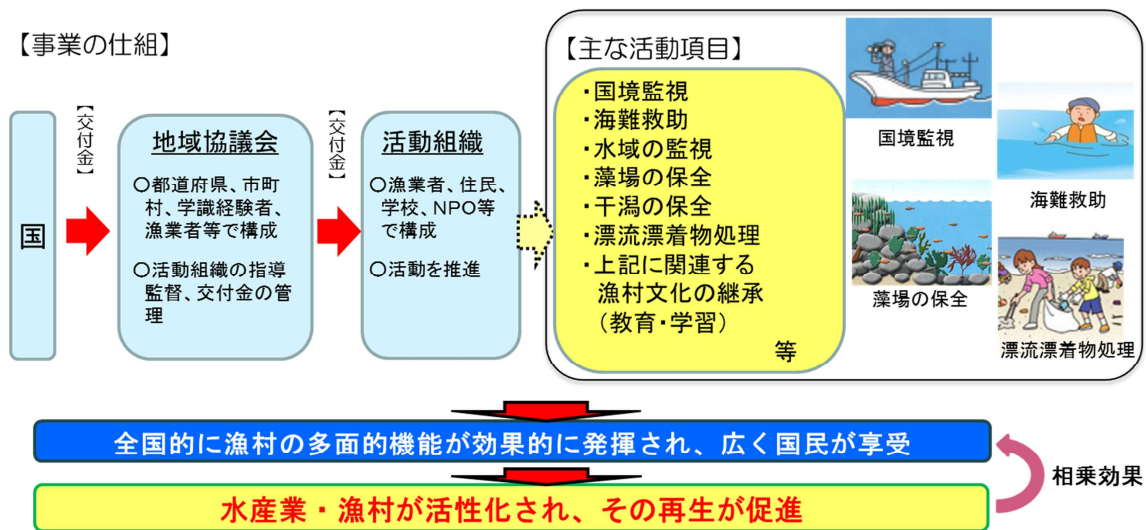 【事業の仕組】
国
【交付金】
地域協議会
○都道府県、市町
村、学識経験者、
漁業者等で構成
○活動組織の指導
監督、交付金の管
理
【交付金】
活動組織
○漁業者、住民、
学校、NPO等
で構成
○活動を推進
【主な活動項目】
・国境監視
・海難救助
・水域の監視
・藻場の保全
・干潟の保全
・漂流漂着物処理
・上記に関連する
漁村文化の継承
(教育・学習)
等
国境監視
海難救助
藻場の保全
漂流漂着物処理
全国的に漁村の多面的機能が効果的に発揮され、広く国民が享受
水産業・漁村が活性化され、その再生が促進
相乗効果